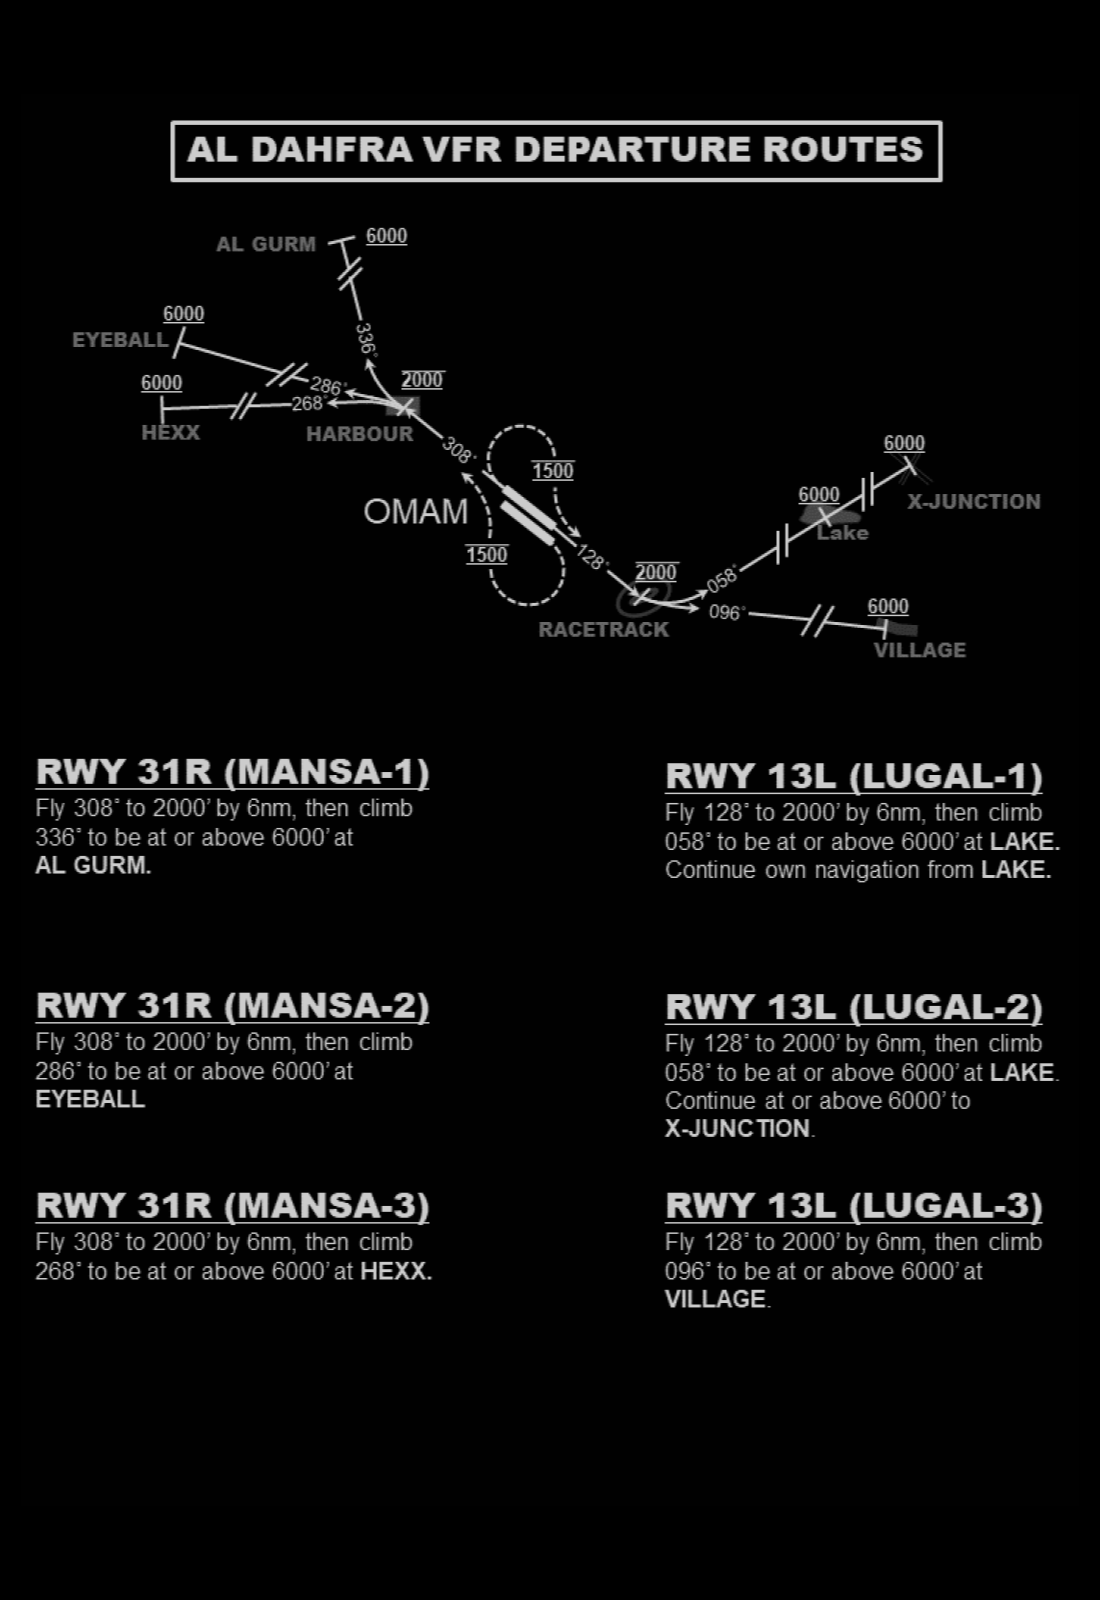 AL DAHFRA VFR DEPARTURE ROUTES
AL GURM
6000
6000
EYEBALL
6000
HEXX
336°
286°
268°
2000
HARBOUR
308°
OMAM
1500
1500
128°
2000
RACETRACK
058°
096°
6000
Lake
6000
X-JUNCTION
6000
VILLAGE
RWY 31R (MANSA-1)
Fly 308° to 2000’ by 6nm, then climb
336° to be at or above 6000’ at
AL GURM.
RWY 31R (MANSA-2)
Fly 308° to 2000’ by 6nm, then climb
286° to be at or above 6000’ at
EYEBALL
RWY 31R (MANSA-3)
Fly 308° to 2000’ by 6nm, then climb
268° to be at or above 6000’ at HEXX.
RWY 13L (LUGAL-1)
Fly 128° to 2000’ by 6nm, then climb
058° to be at or above 6000’ at LAKE.
Continue own navigation from LAKE.
RWY 13L (LUGAL-2)
Fly 128° to 2000’ by 6nm, then climb
058° to be at or above 6000’ at LAKE.
Continue at or above 6000’ to
X-JUNCTION.
RWY 13L (LUGAL-3)
Fly 128° to 2000’ by 6nm, then climb
096° to be at or above 6000’ at
VILLAGE.